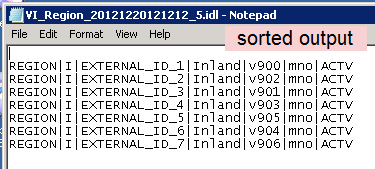 VI_Region_20121220121212_5.idl - Notepad
File Edit Format View Help
sorted output
REGION|I|EXTERNAL_ID_1|Inland|v900|mno|ACTV
REGION|I|EXTERNAL_ID_2|Inland|v902|mno|ACTV
REGION|I|EXTERNAL_ID_3|Inland|v901|mno|ACTV
REGION|I|EXTERNAL_ID_4|Inland|v903|mno|ACTV
REGION|I|EXTERNAL_ID_5|Inland|v905|mno|ACTV
REGION|I|EXTERNAL_ID_6|Inland|v904|mno|ACTV
REGION|I|EXTERNAL_ID_7|Inland|v906|mno|ACTV